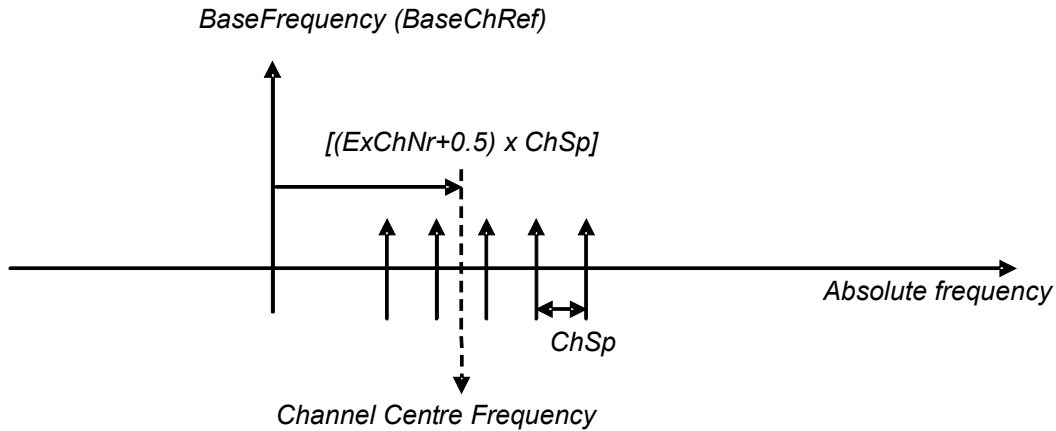 BaseFrequency (BaseChRef)
[(ExChNr+0.5) x ChSp]
Absolute frequency
ChSp
Channel Centre Frequency